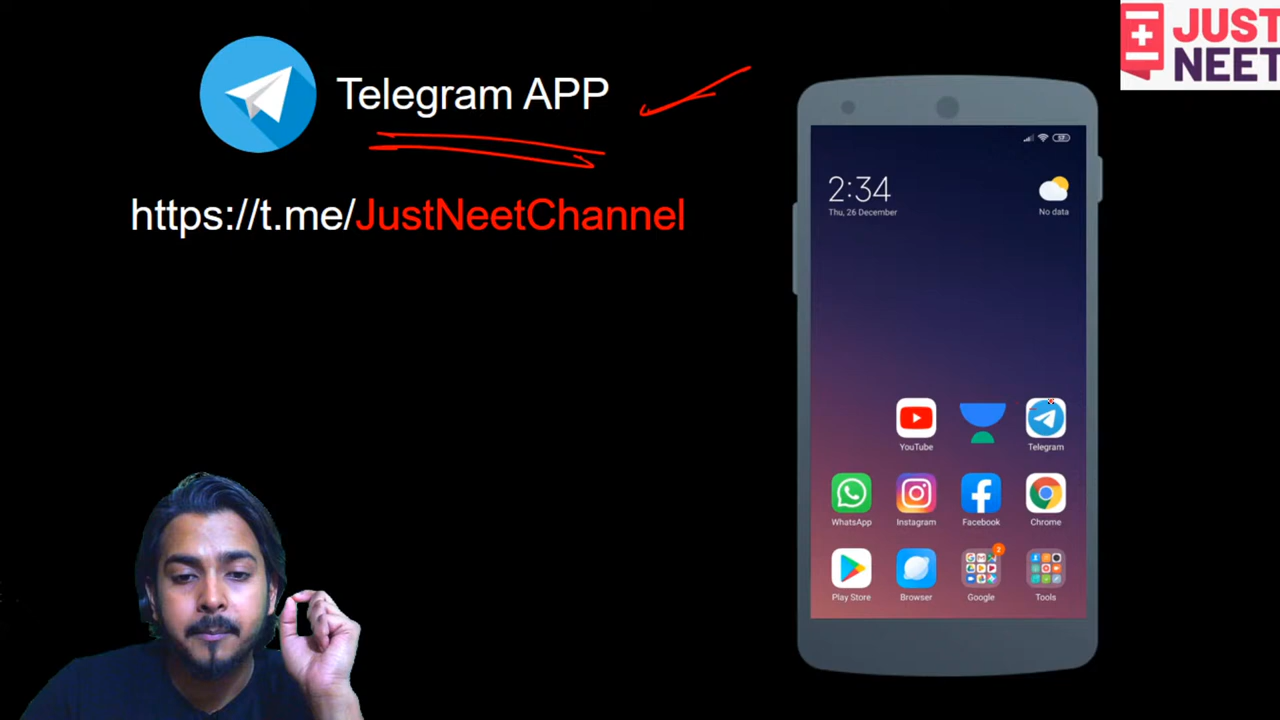 JUST
NEET
Telegram APP
https://t.me/JustNeetChannel
2:34
Thu, 26 December
No data
YouTube
Telegram
WhatsApp
Instagram
Facebook
Chrome
2
Play Store
Browser
Google
Tools